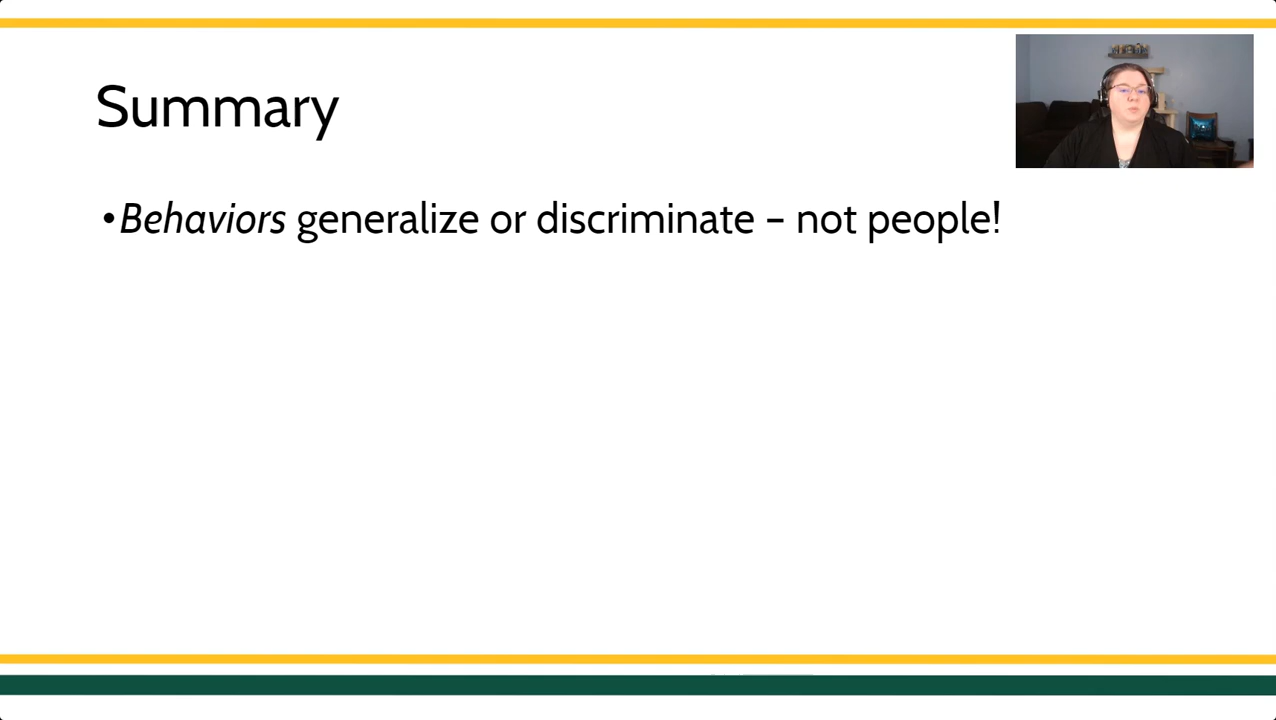 Summary
•Behaviors generalize or discriminate – not people!